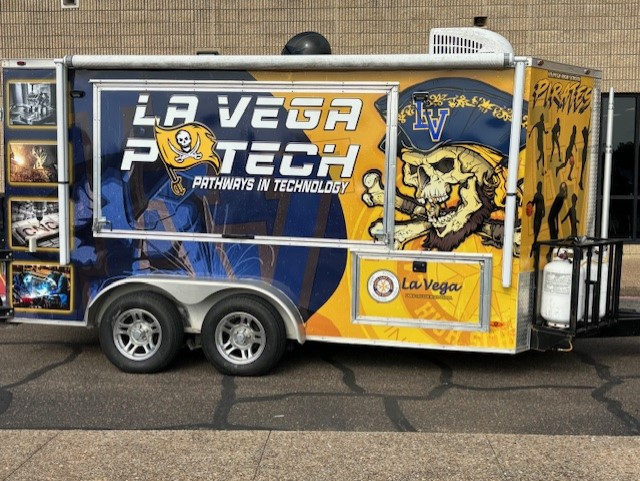 LA VEGA
P TECH
PATHWAYS IN TECHNOLOGY
LV
PIRATES
La Vega